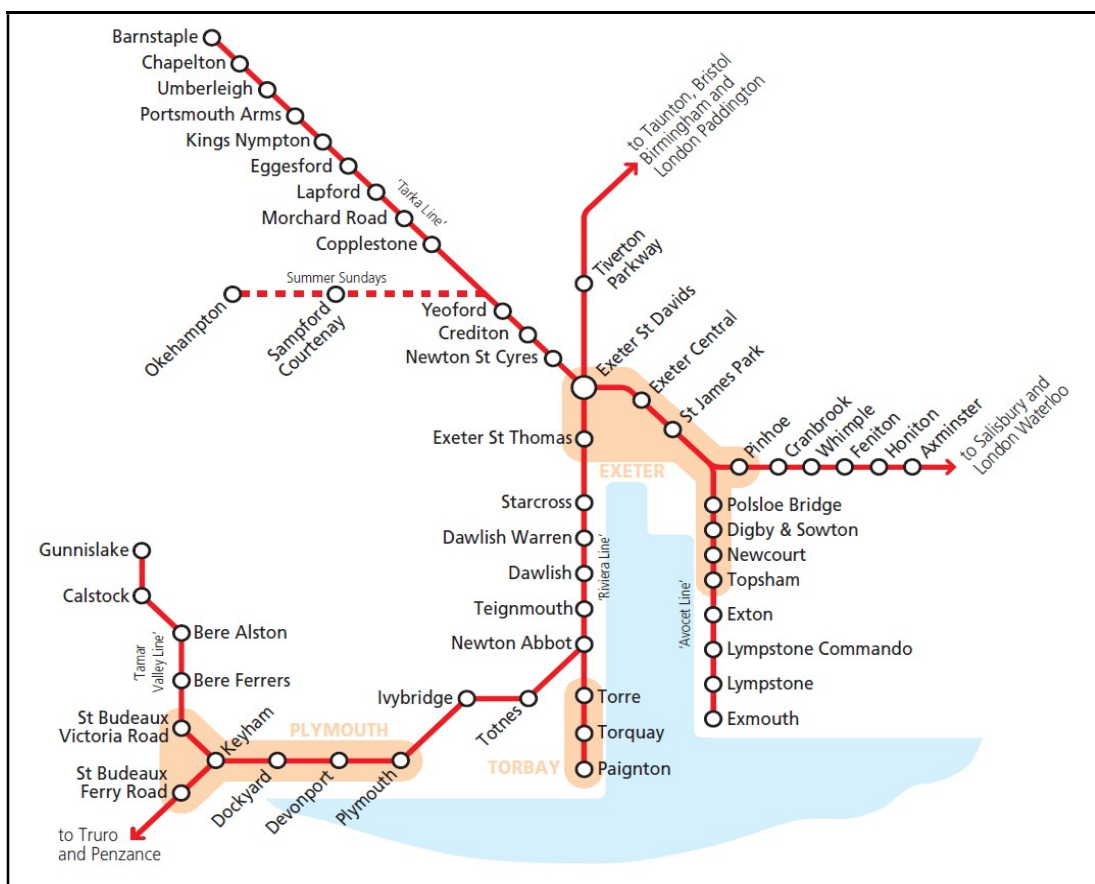 Barnstaple
Chapelton
Umberleigh
Portsmouth Arms
Kings Nympton
Eggesford
Lapford
Morchard Road
Copplestone
'Tarka Line'
Summer Sundays
Okehampton
Sampford
Courtenay
Yeoford
Crediton
Newton St Cyres
to Taunton, Bristol
Birmingham and
London Paddington
Tiverton
Parkway
Exeter St Davids
Exeter Central
St James Park
Pinhoe
Cranbrook
Whimple
Feniton
Honiton
Axminster
to Salisbury and
London Waterloo
Exeter St Thomas
EXETER
Starcross
Dawlish Warren
Dawlish
Teignmouth
Newton Abbot
'Riviera Line'
Polsloe Bridge
Digby & Sowton
Newcourt
Topsham
Exton
Lympstone Commando
Lympstone
Exmouth
'Avocet Line'
Gunnislake
Calstock
Bere Alston
Bere Ferrers
'Tamar
Valley Line'
St Budeaux
Victoria Road
St Budeaux
Ferry Road
Keyham
PLYMOUTH
Dockyard
Devonport
Plymouth
Ivybridge
Totnes
Torre
Torquay
Paignton
TORBAY
to Truro
and Penzance